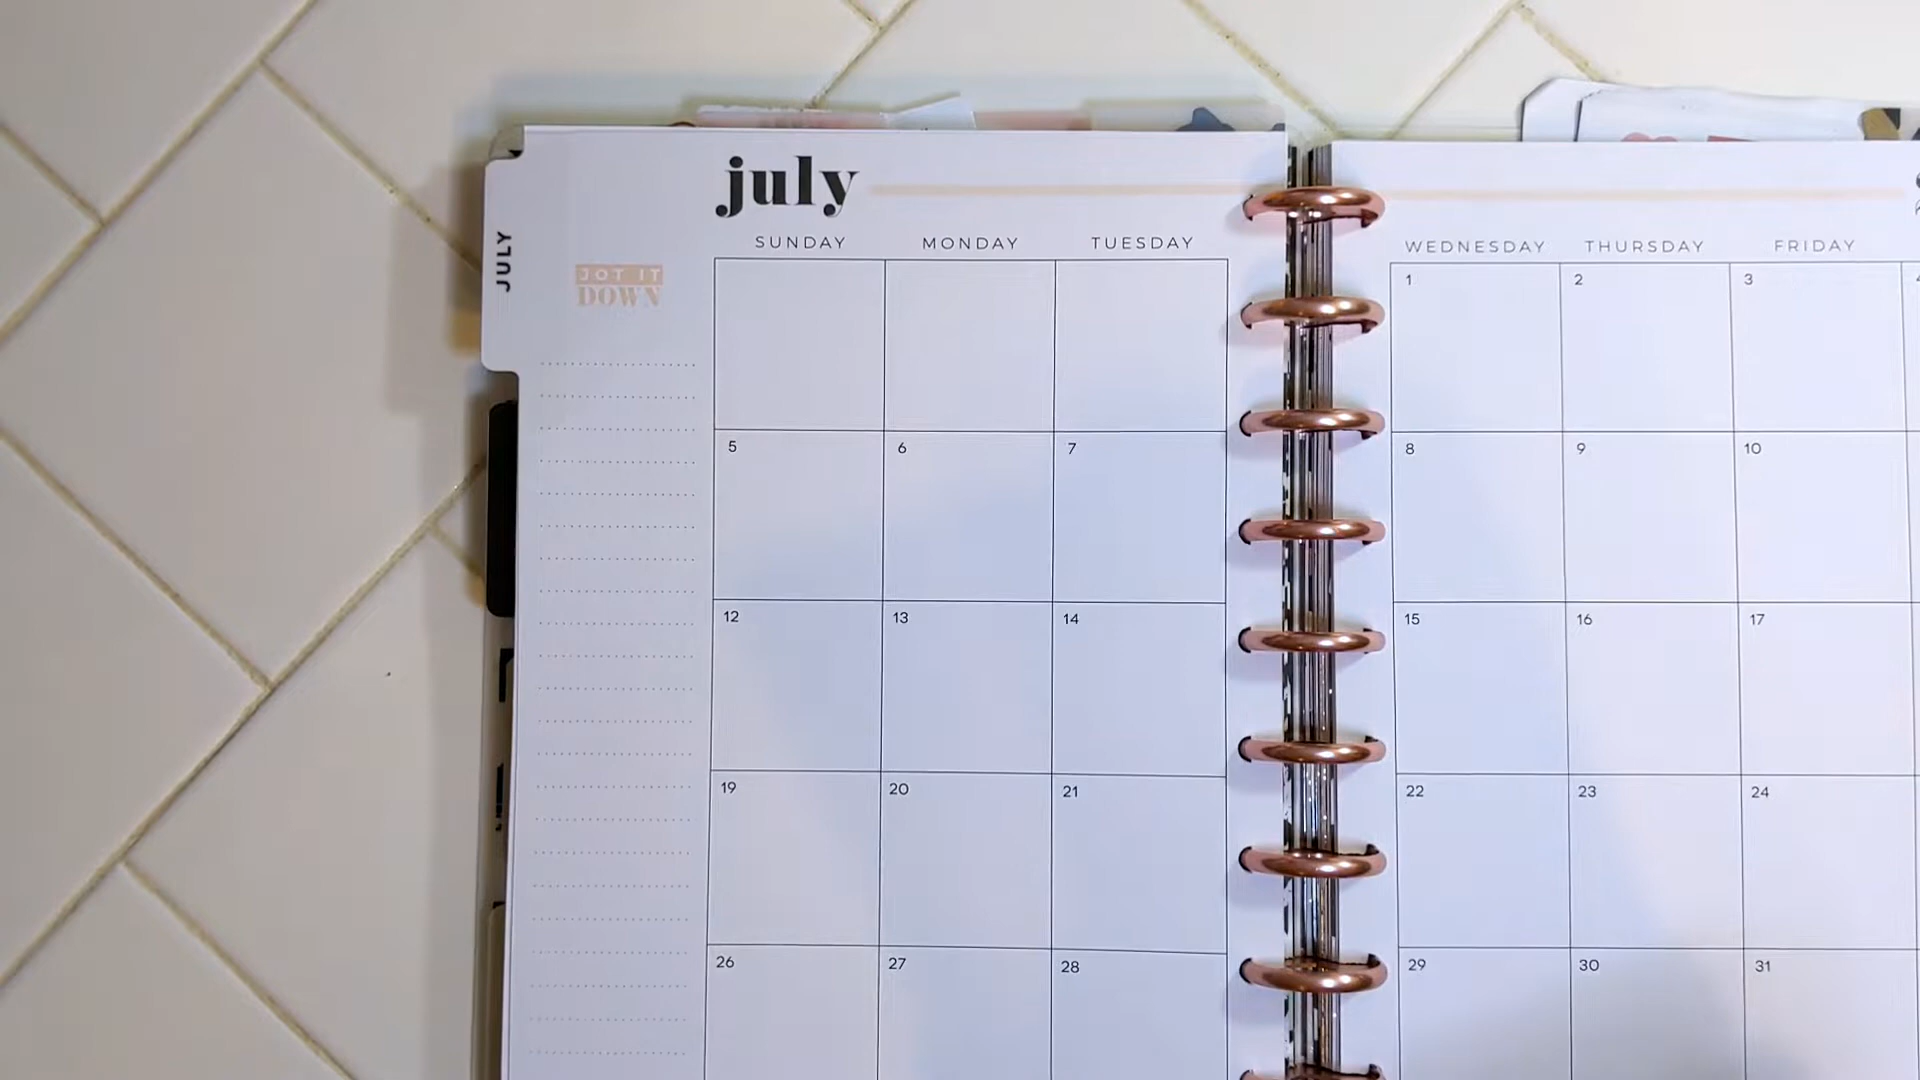 july
SUNDAY MONDAY TUESDAY WEDNESDAY THURSDAY FRIDAY
JULY
JOT IT
DOWN
1 2 3
5 6 7 8 9 10
12 13 14 15 16 17
19 20 21 22 23 24
26 27 28 29 30 31